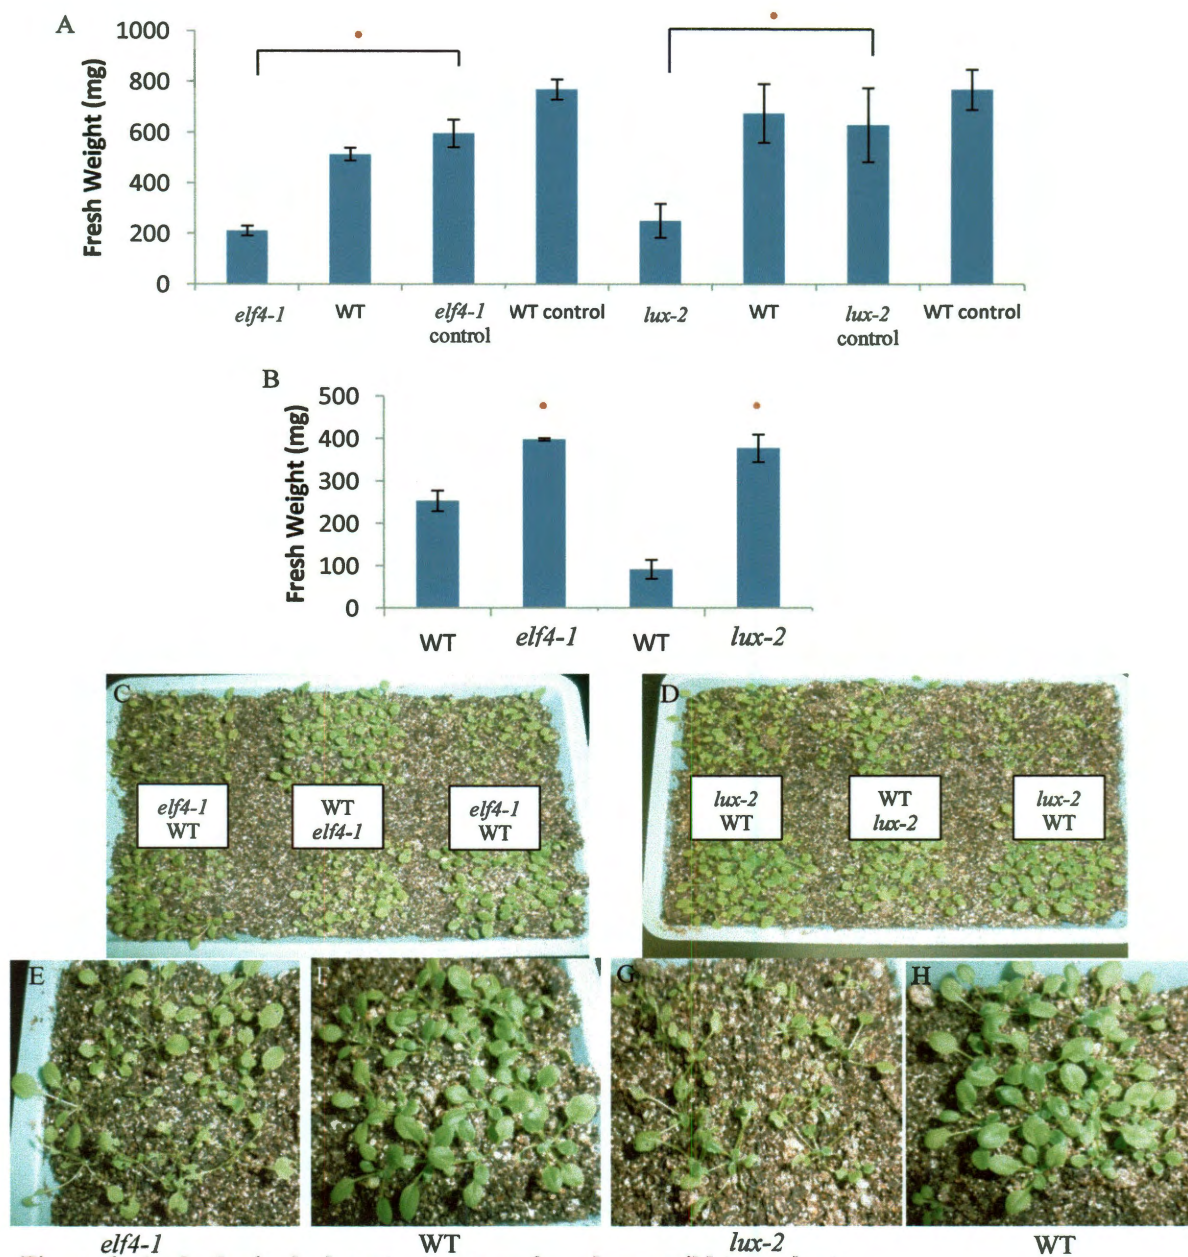 A
Fresh Weight (mg)
1000
800
600
400
200
0
elf4-1
WT
elf4-1
control
WT control
lux-2
WT
lux-2
control
WT control
B
Fresh Weight (mg)
500
400
300
200
100
0
WT
elf4-1
WT
lux-2
C
elf4-1
WT
WT
elf4-1
elf4-1
WT
D
lux-2
WT
WT
lux-2
lux-2
WT
E
G
H
elf4-1
WT
lux-2
WT